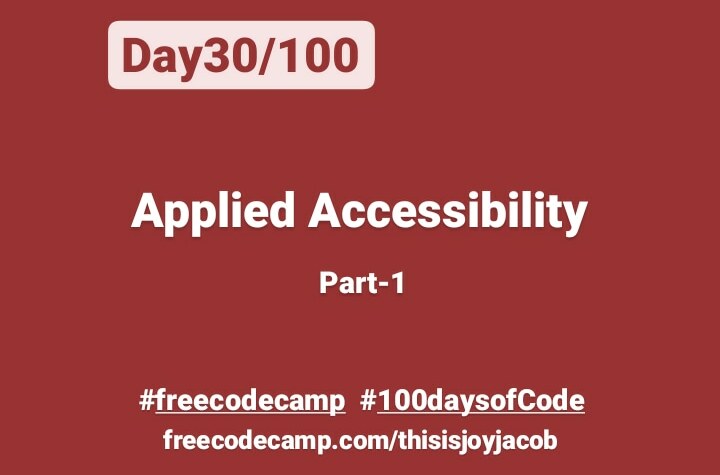 Day30/100
Applied Accessibility
Part-1
#freecodecamp #100daysofCode
freecodecamp.com/thisisjoyjacob